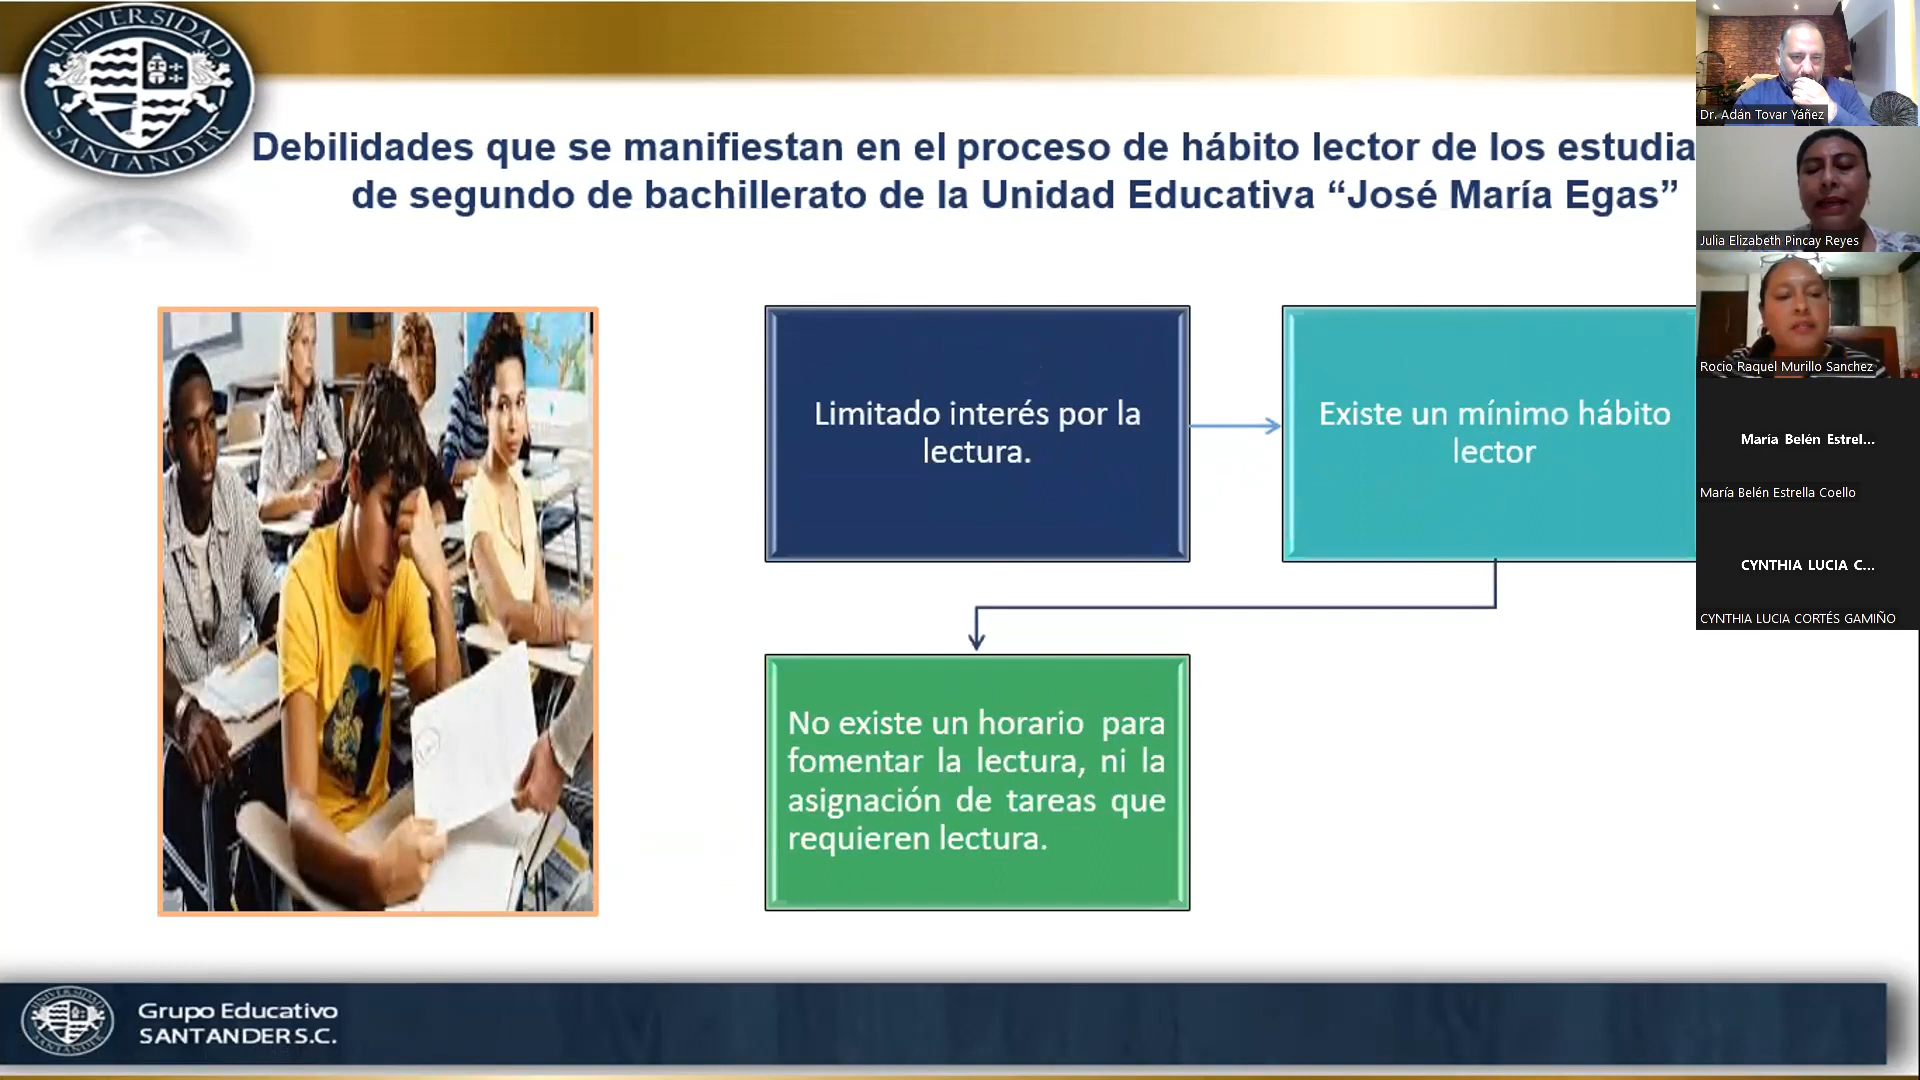 UNIVERSIDAD
SANTANDER
Debilidades que se manifiestan en el proceso de hábito lector de los estudia
de segundo de bachillerato de la Unidad Educativa “José María Egas”
Limitado interés por la
lectura.
Existe un mínimo hábito
lector
No existe un horario para
fomentar la lectura, ni la
asignación de tareas que
requieren lectura.
Dr. Adán Tovar Yáñez
Julia Elizabeth Pincay Reyes
Rocio Raquel Murillo Sanchez
María Belén Estrel...
María Belén Estrella Coello
CYNTHIA LUCIA C...
CYNTHIA LUCIA CORTÉS GAMIÑO
UNIVERSIDAD
SANTANDER
Grupo Educativo
SANTANDER S.C.